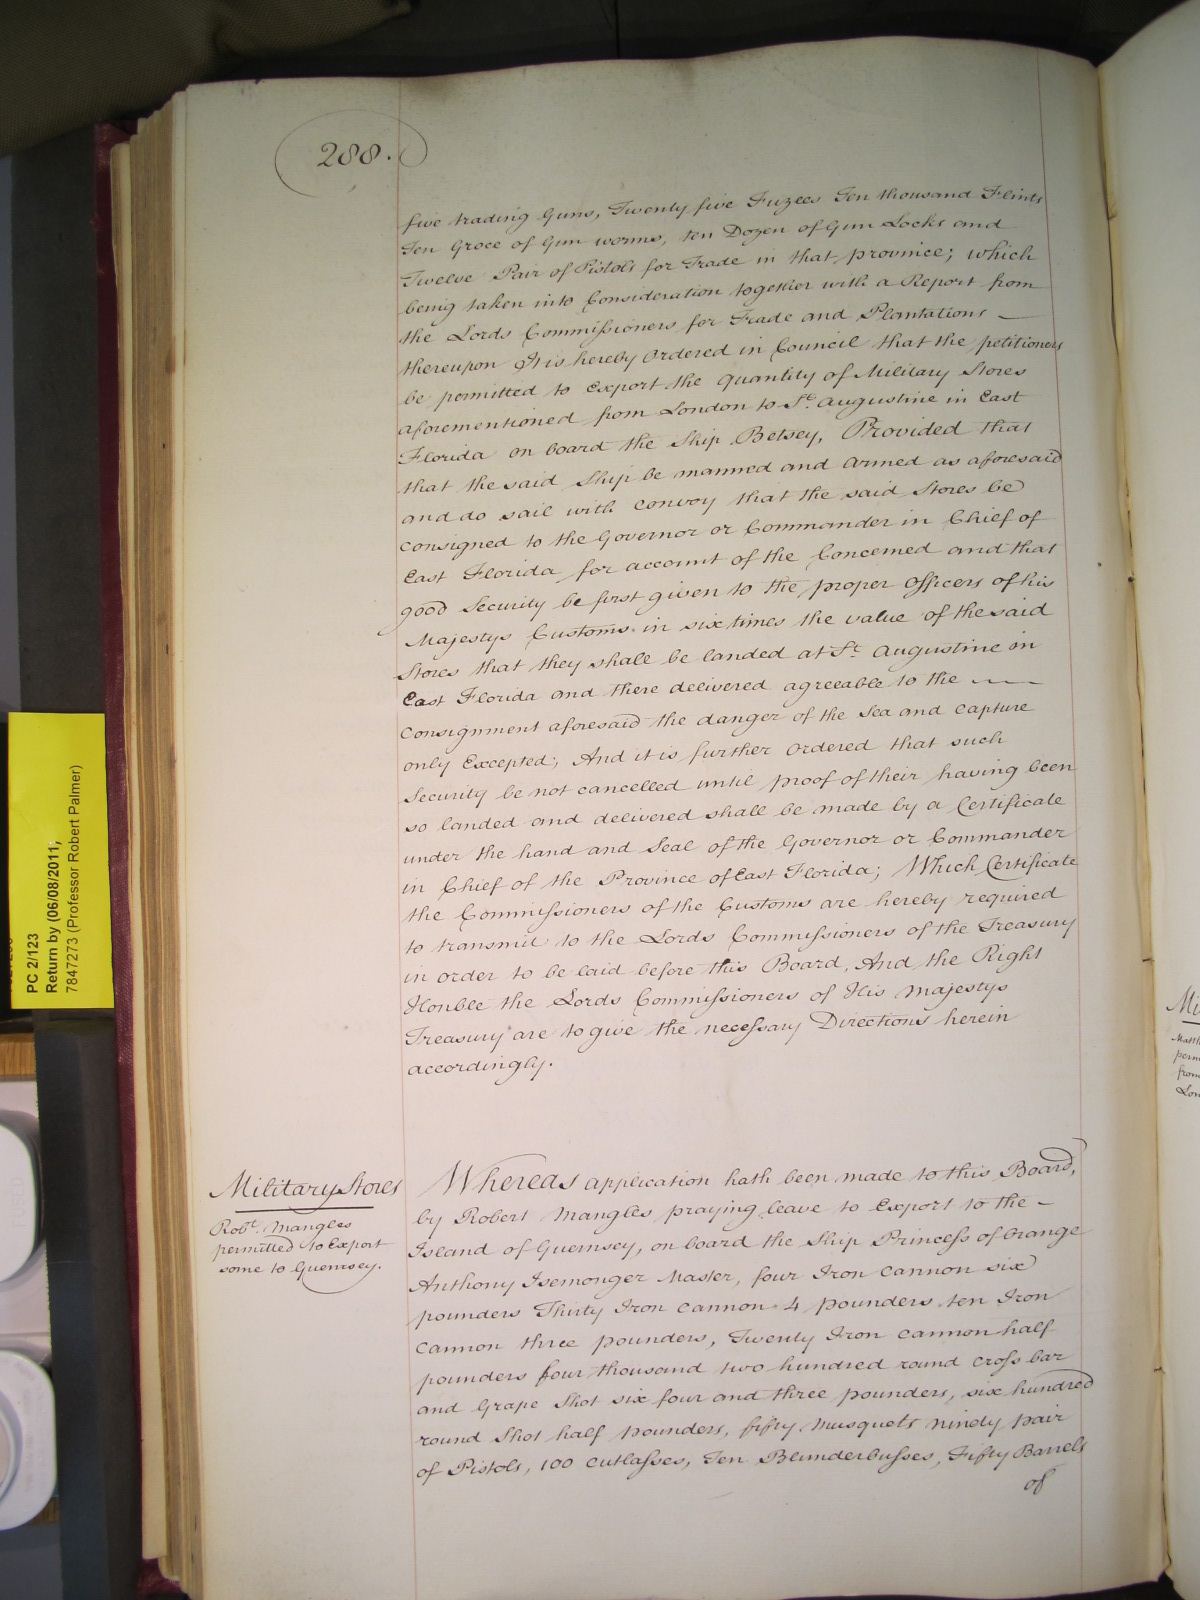 288.
five trading Guns, Twenty five Fuzees Ten thousand Flints
Ten Groce of Gun worms, ten Dozen of Gun Locks and
Twelve Pair of Pistols for Trade in that province; which
being taken into Consideration together with a Report from
the Lords Commissioners for Trade and Plantations —
thereupon It is hereby Ordered in Council that the petitioners
be permitted to Export the quantity of Military Stores
aforementioned from London to St. Augustine in East
Florida on board the Ship Betsey, Provided that
that the said Ship be manned and armed as aforesaid
and do sail with convoy that the said Stores be
consigned to the Governor or Commander in Chief of
East Florida for account of the Concerned and that
good Security be first given to the proper Officers of his
Majestys Customs in six times the value of the said
Stores that they shall be landed at St. Augustine in
East Florida and there delivered agreeable to the —
consignment aforesaid the danger of the Sea and Capture
only Excepted; And it is further Ordered that such
Security be not cancelled until proof of their having been
so landed and delivered shall be made by a Certificate
under the hand and Seal of the Governor or Commander
in Chief of the Province of East Florida; Which Certificate
the Commissioners of the Customs are hereby required
to transmit to the Lords Commissioners of the Treasury
in order to be laid before this Board, And the Right
Honble the Lords Commissioners of His Majestys
Treasury are to give the necessary Directions herein
accordingly.
Military Stores
Robt. Mangles
permitted to Export
some to Guernsey.
Whereas application hath been made to this Board,
by Robert Mangles praying leave to Export to the —
Island of Guernsey, on board the Ship Princess of Orange
Anthony Isemonger Master, four Iron Cannon six
pounders Thirty Iron Cannon 4 pounders ten Iron
Cannon three pounders, Twenty Iron cannon half
pounders four thousand two hundred round cross bar
and Grape Shot six four and three pounders, six hundred
round Shot half pounders, fifty Musquets ninety pair
of Pistols, 100 cutlasses, Ten Blunderbusses, Fifty Barrels
of
PC 2/123
Return by (06/08/2011;
7847273 (Professor Robert Palmer)